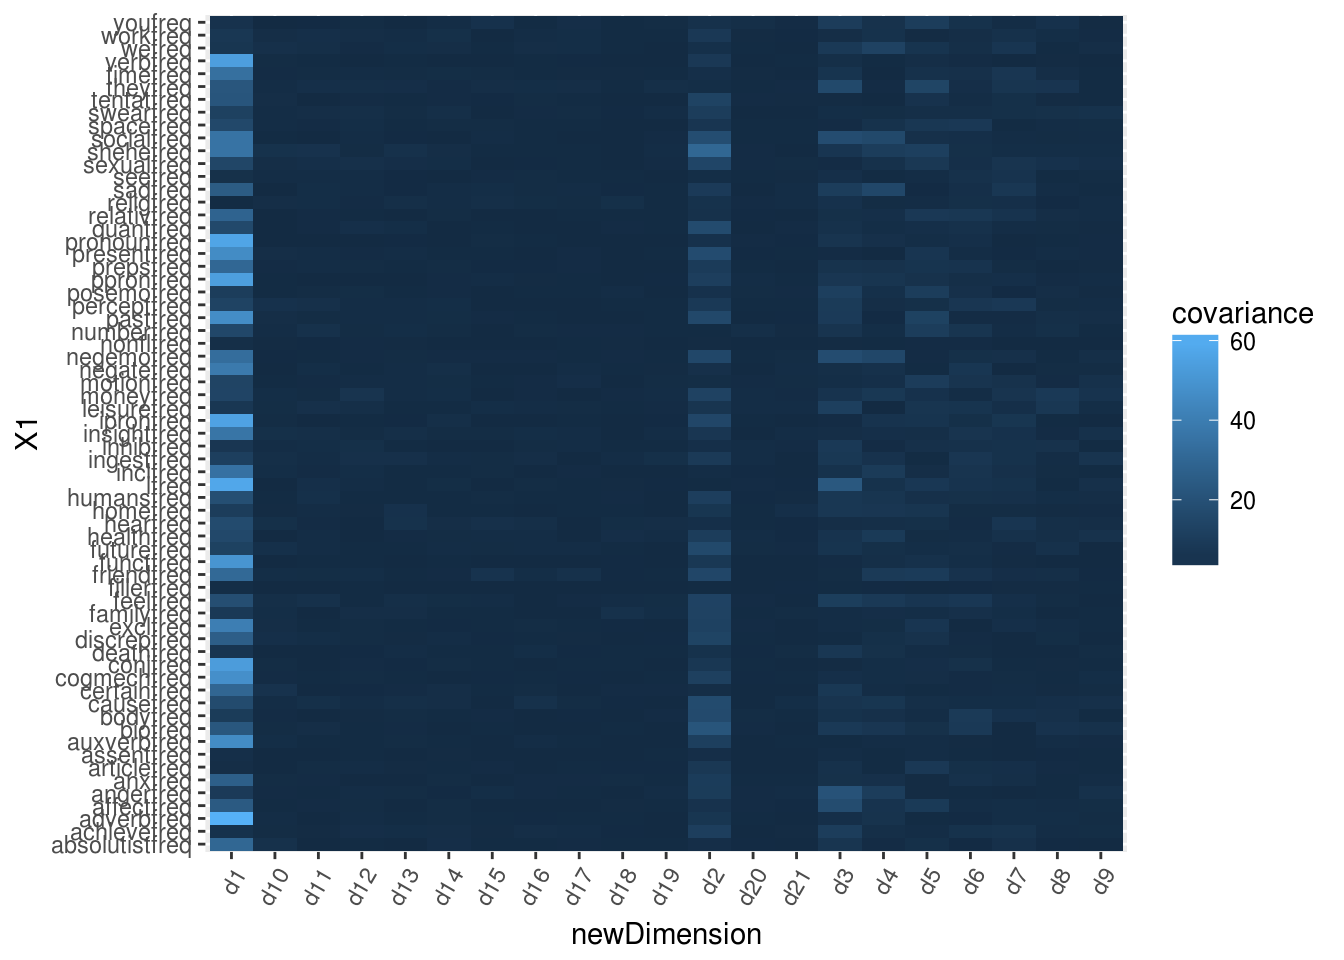 youfreq
workfreq
wefreq
verbfreq
timefreq
theyfreq
tentatfreq
swearfreq
spacefreq
socialfreq
shehefreq
sexualfreq
seefreq
sadfreq
religfreq
relativfreq
quantfreq
pronounfreq
presentfreq
prepsfreq
ppronfreq
posemofreq
perceptfreq
pastfreq
numberfreq
nonflfreq
negemofreq
negatefreq
motionfreq
moneyfreq
leisurefreq
ipronfreq
insightfreq
inhibfreq
ingestfreq
inclfreq
ifreq
humansfreq
homefreq
hearfreq
healthfreq
futurefreq
functfreq
friendfreq
fillerfreq
feelfreq
familyfreq
exclfreq
discrepfreq
deathfreq
conjfreq
cogmechfreq
certainfreq
causefreq
bodyfreq
biofreq
auxverbfreq
assentfreq
articlefreq
anxfreq
angerfreq
affectfreq
adverbfreq
achievefreq
absolutistfreq
X1
d1 d10 d11 d12 d13 d14 d15 d16 d17 d18 d19 d2 d20 d21 d3 d4 d5 d6 d7 d8 d9
newDimension
covariance
60
40
20